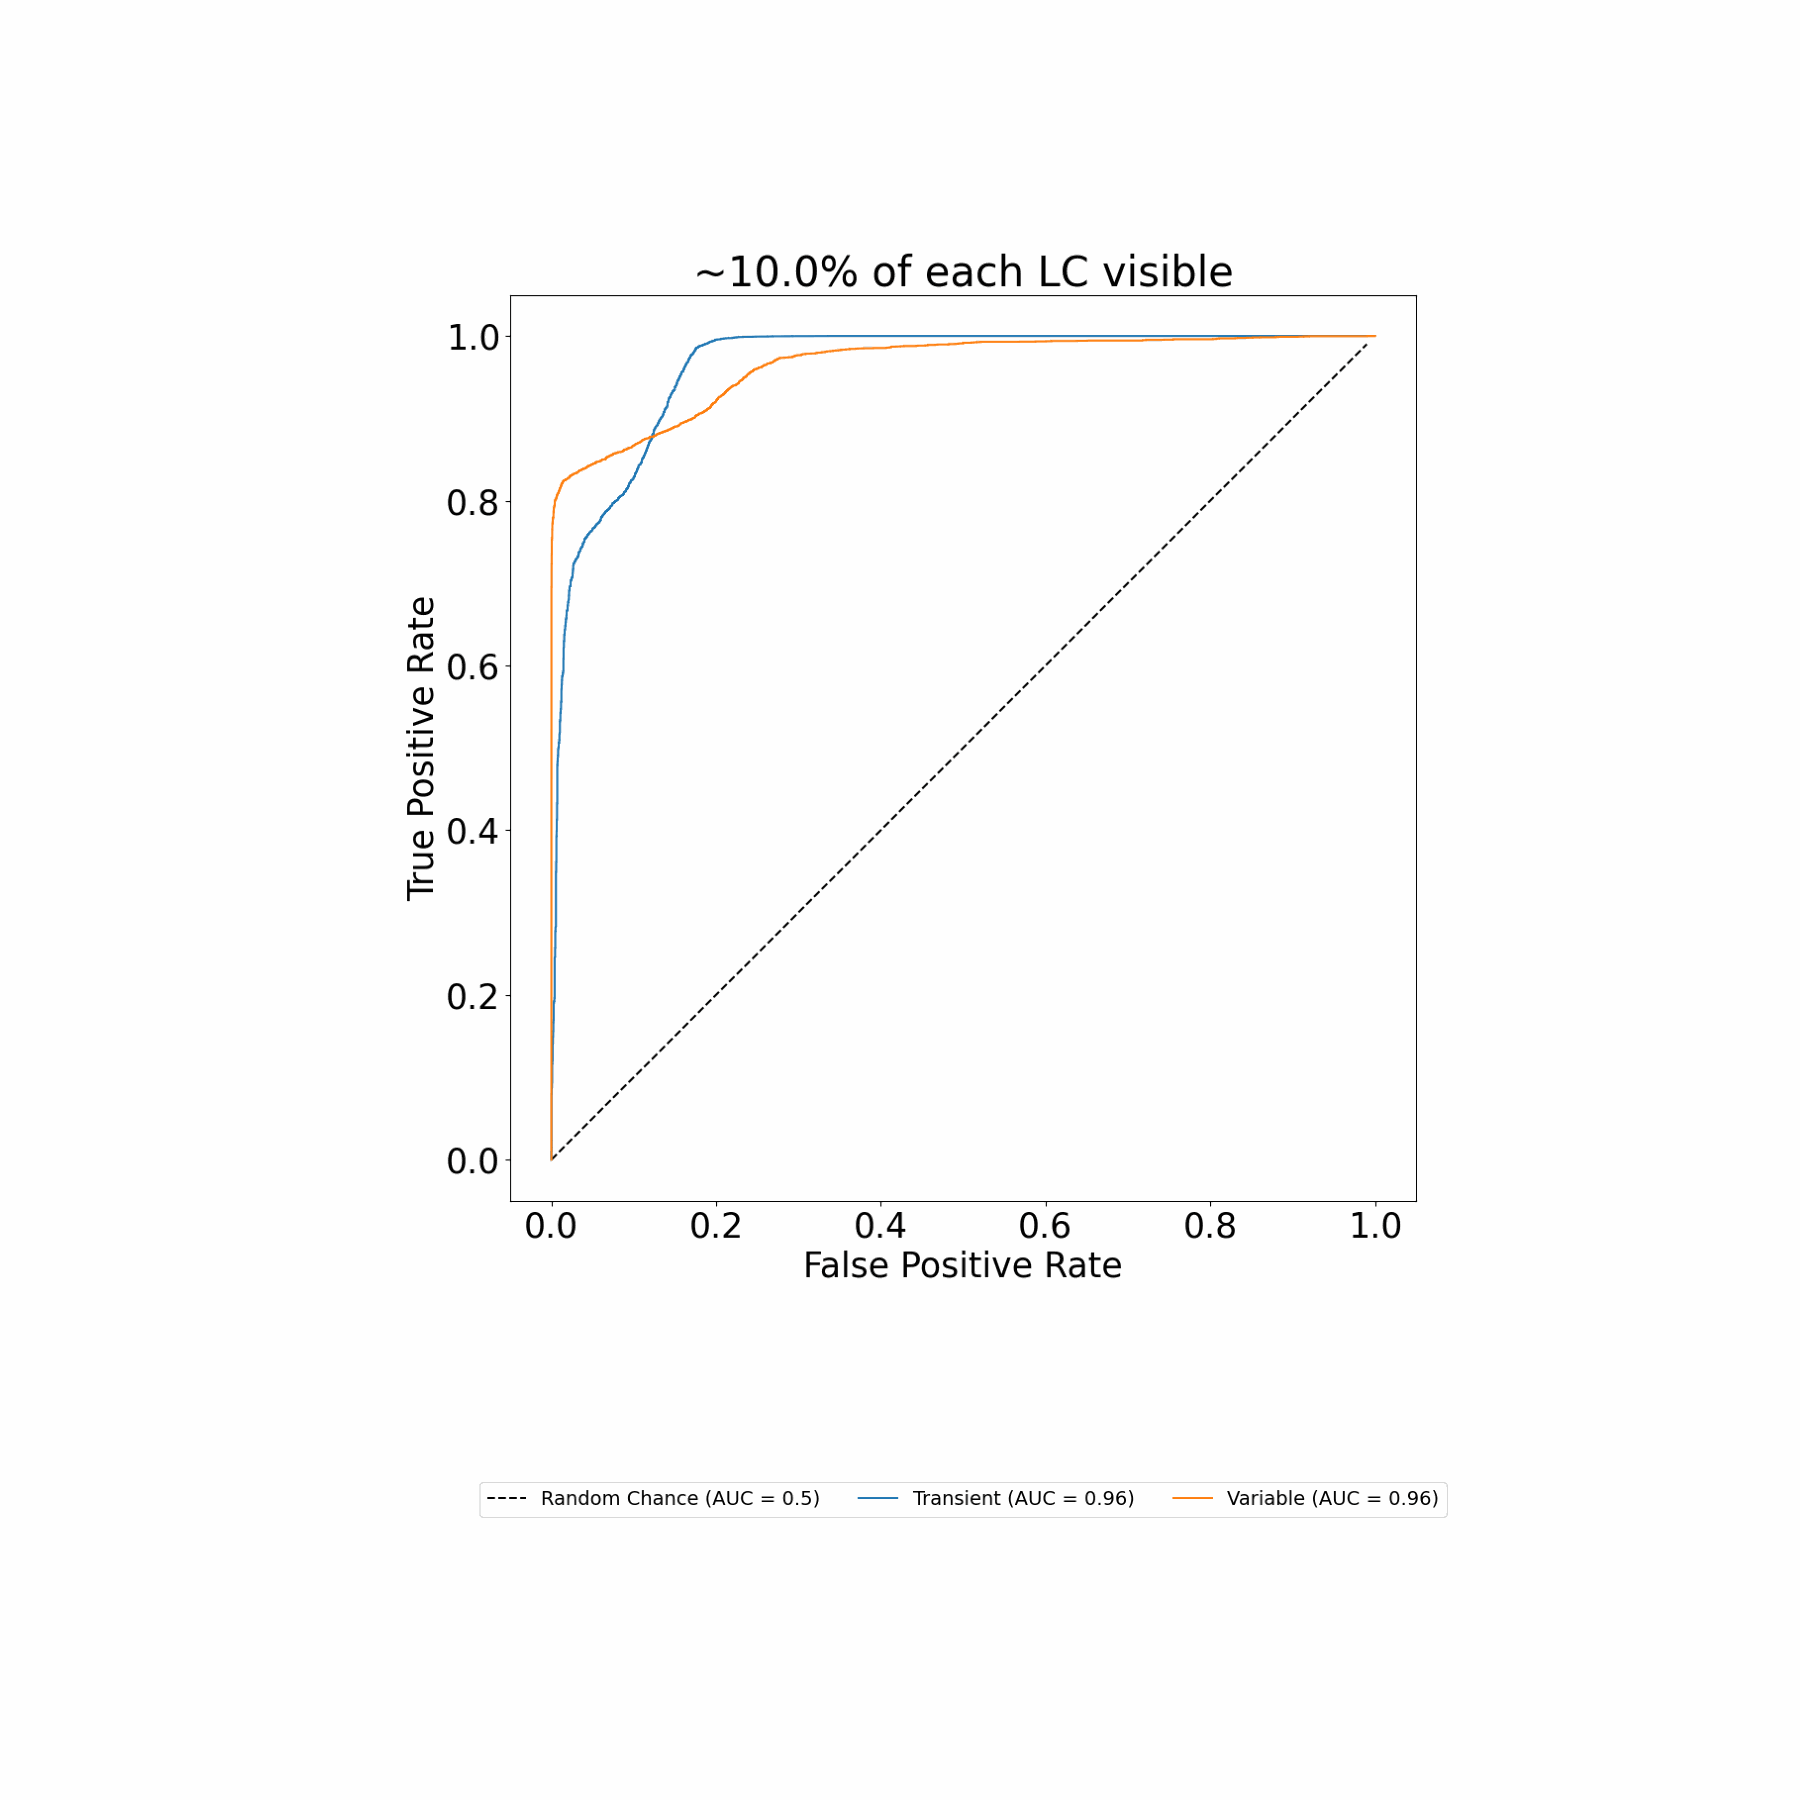 ~10.0% of each LC visible
True Positive Rate
1.0
0.8
0.6
0.4
0.2
0.0
0.0 0.2 0.4 0.6 0.8 1.0
False Positive Rate
Random Chance (AUC = 0.5) Transient (AUC = 0.96) Variable (AUC = 0.96)